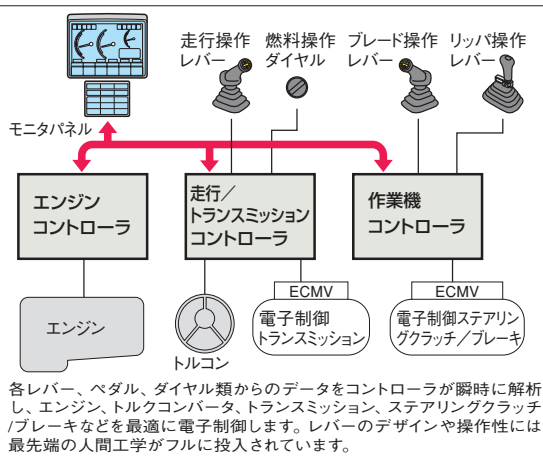 走行操作
レバー
燃料操作
ダイヤル
ブレード操作
レバー
リッパ操作
レバー
モニタパネル
エンジン
コントローラ
走行／
トランスミッション
コントローラ
作業機
コントローラ
エンジン
トルコン
ECMV
電子制御
トランスミッション
ECMV
電子制御ステアリン
グクラッチ／ブレーキ
各レバー、ペダル、ダイヤル類からのデータをコントローラが瞬時に解析
し、エンジン、トルクコンバータ、トランスミッション、ステアリングクラッチ
/ブレーキなどを最適に電子制御します。レバーのデザインや操作性には
最先端の人間工学がフルに投入されています。